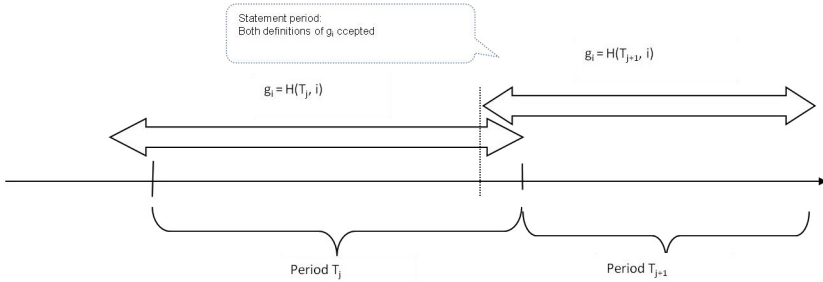 Statement period:
Both definitions of gᵢ ccepted
gᵢ = H(Tⱼ₊₁, i)
gᵢ = H(Tⱼ, i)
Period Tⱼ
Period Tⱼ₊₁